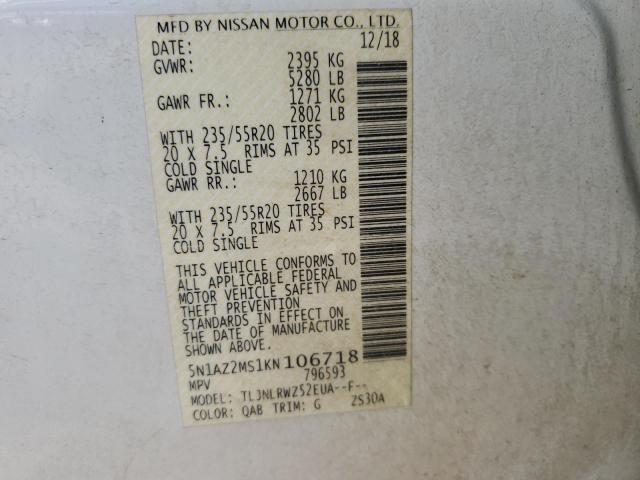 MFD BY NISSAN MOTOR CO., LTD.
DATE: 12/18
GVWR: 2395 KG
5280 LB
GAWR FR.: 1271 KG
2802 LB
WITH 235/55R20 TIRES
20 X 7.5 RIMS AT 35 PSI
COLD SINGLE
GAWR RR.: 1210 KG
2667 LB
WITH 235/55R20 TIRES
20 X 7.5 RIMS AT 35 PSI
COLD SINGLE
THIS VEHICLE CONFORMS TO
ALL APPLICABLE FEDERAL
MOTOR VEHICLE SAFETY AND
THEFT PREVENTION
STANDARDS IN EFFECT ON
THE DATE OF MANUFACTURE
SHOWN ABOVE.
5N1AZ2MS1KN106718
MPV 796593
MODEL: TL3NLRWZ52EUA--F--
COLOR: QAB TRIM: G ZS30A